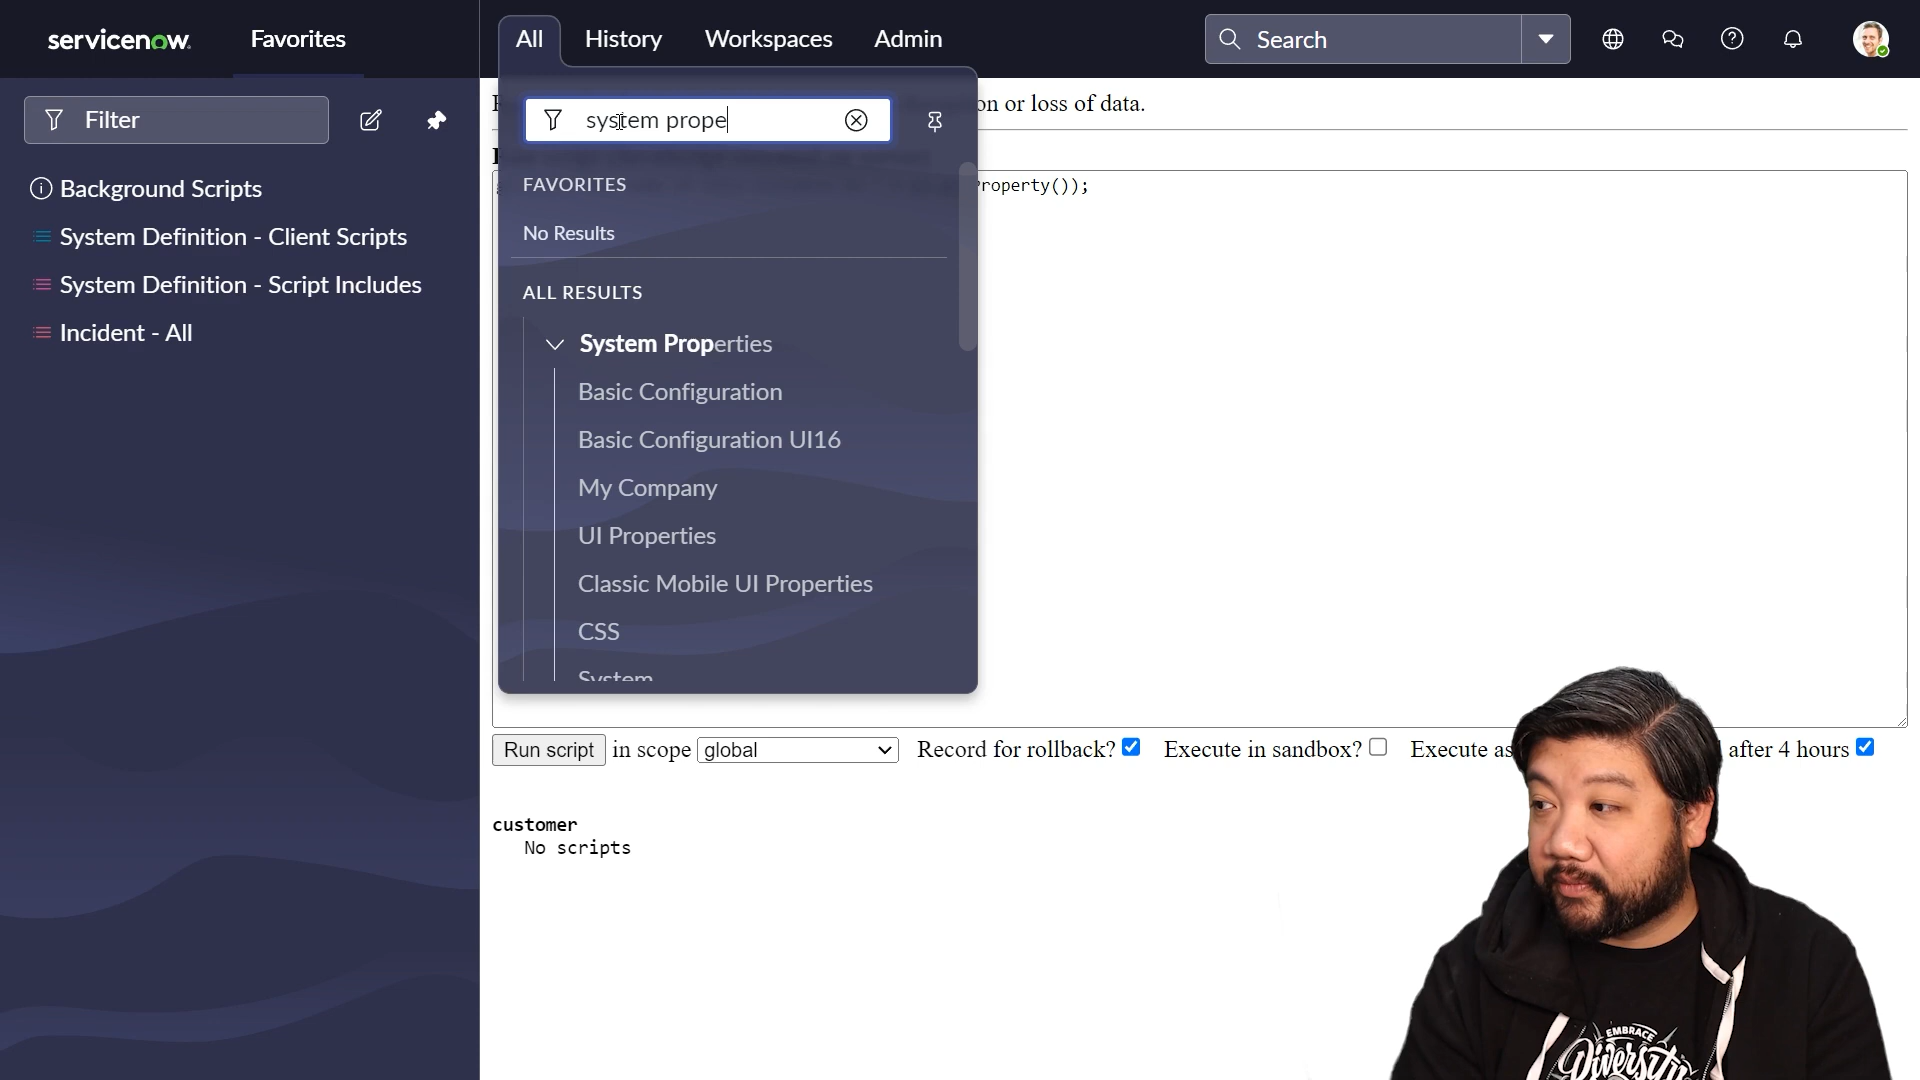 servicenow.
Favorites
All
History
Workspaces
Admin
Search
Filter
Background Scripts
System Definition - Client Scripts
System Definition - Script Includes
Incident - All
system prope
FAVORITES
No Results
ALL RESULTS
System Properties
Basic Configuration
Basic Configuration UI16
My Company
UI Properties
Classic Mobile UI Properties
CSS
System
on or loss of data.
roperty());
Run script in scope global Record for rollback? Execute in sandbox? Execute as after 4 hours
customer
No scripts
EMBRACE
Diversity